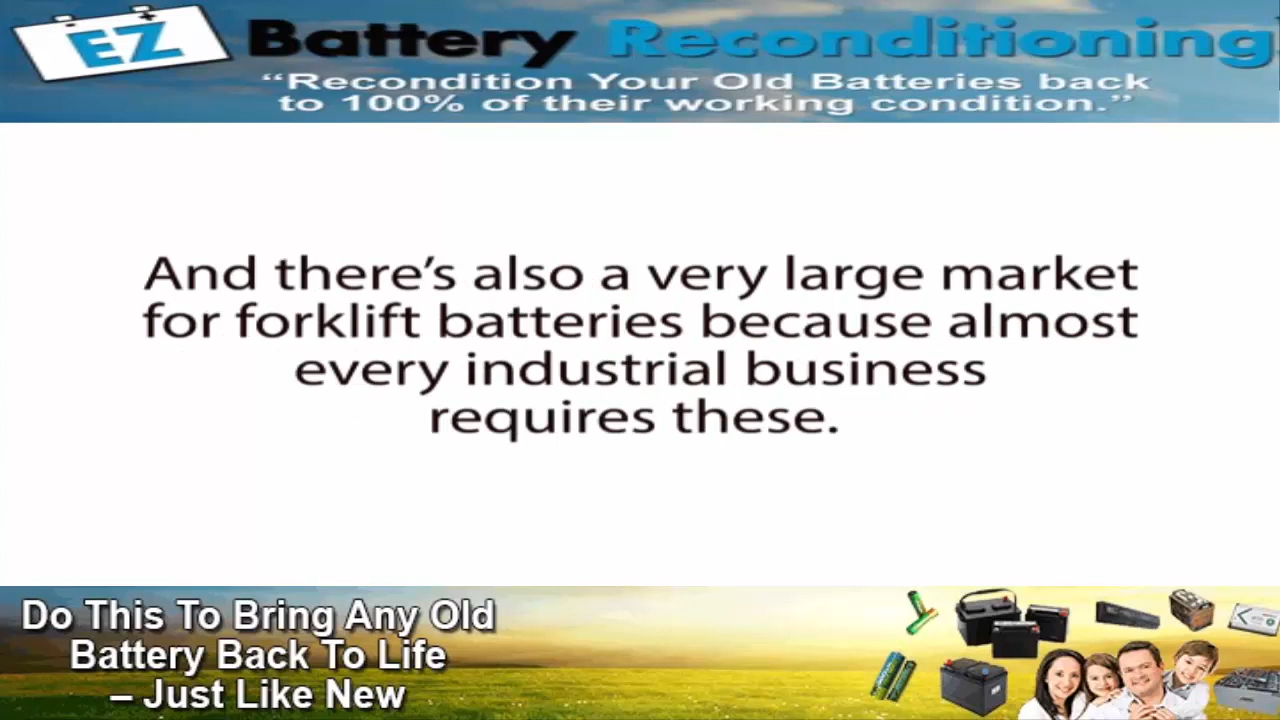 EZ Battery Reconditioning
“Recondition Your Old Batteries back
to 100% of their working condition.”
And there’s also a very large market
for forklift batteries because almost
every industrial business
requires these.
Do This To Bring Any Old
Battery Back To Life
– Just Like New